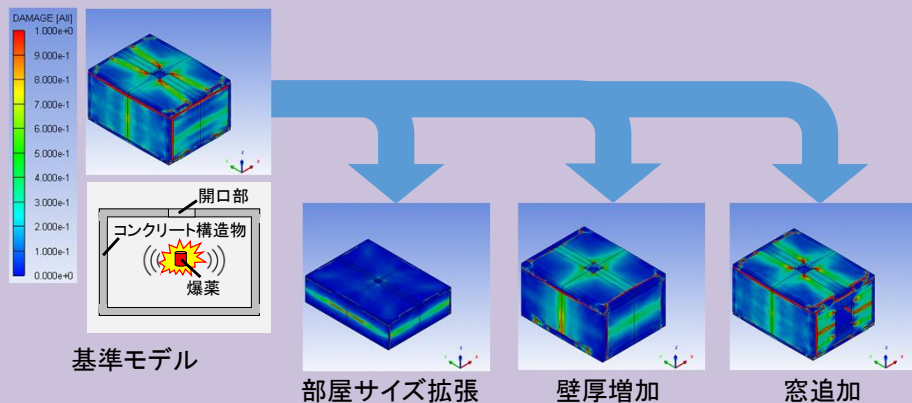 DAMAGE [All]
1.000e+0
9.000e-1
8.000e-1
7.000e-1
6.000e-1
5.000e-1
4.000e-1
3.000e-1
2.000e-1
1.000e-1
0.000e+0
開口部
コンクリート構造物
爆薬
基準モデル
部屋サイズ拡張
壁厚増加
窓追加